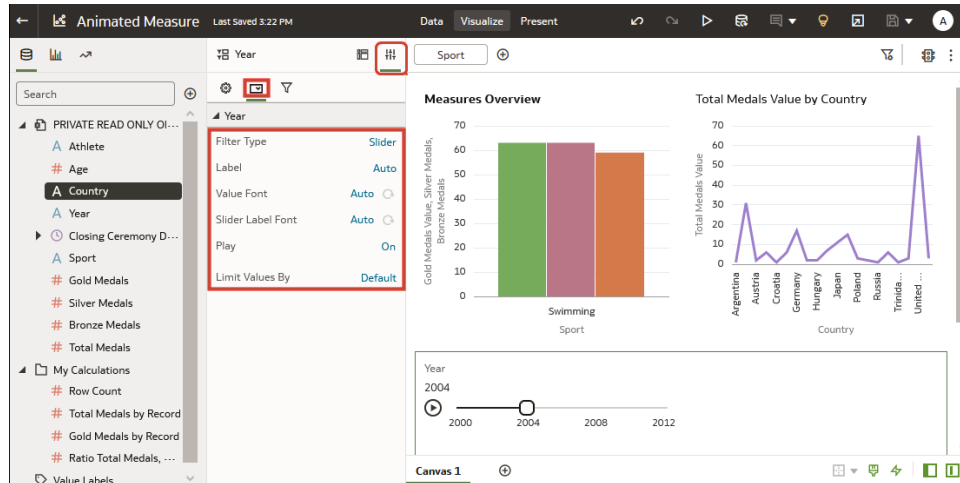 Animated Measure Last Saved 3:22 PM Data Visualize Present A
Year
Sport
Search
Year
PRIVATE READ ONLY OI...
Athlete
# Age
A Country
A Year
Closing Ceremony D...
A Sport
# Gold Medals
# Silver Medals
# Bronze Medals
# Total Medals
My Calculations
# Row Count
# Total Medals by Record
# Gold Medals by Record
# Ratio Total Medals, ...
Value Labels
Filter Type Slider
Label Auto
Value Font Auto
Slider Label Font Auto
Play On
Limit Values By Default
Measures Overview
Gold Medals Value, Silver Medals,
Bronze Medals
70
60
50
40
30
20
10
0
Swimming
Sport
Total Medals Value by Country
Total Medals Value
70
60
50
40
30
20
10
0
Argentina
Austria
Croatia
Germany
Hungary
Japan
Poland
Russia
Trinida...
United ...
Country
Year
2004
2000 2004 2008 2012
Canvas 1